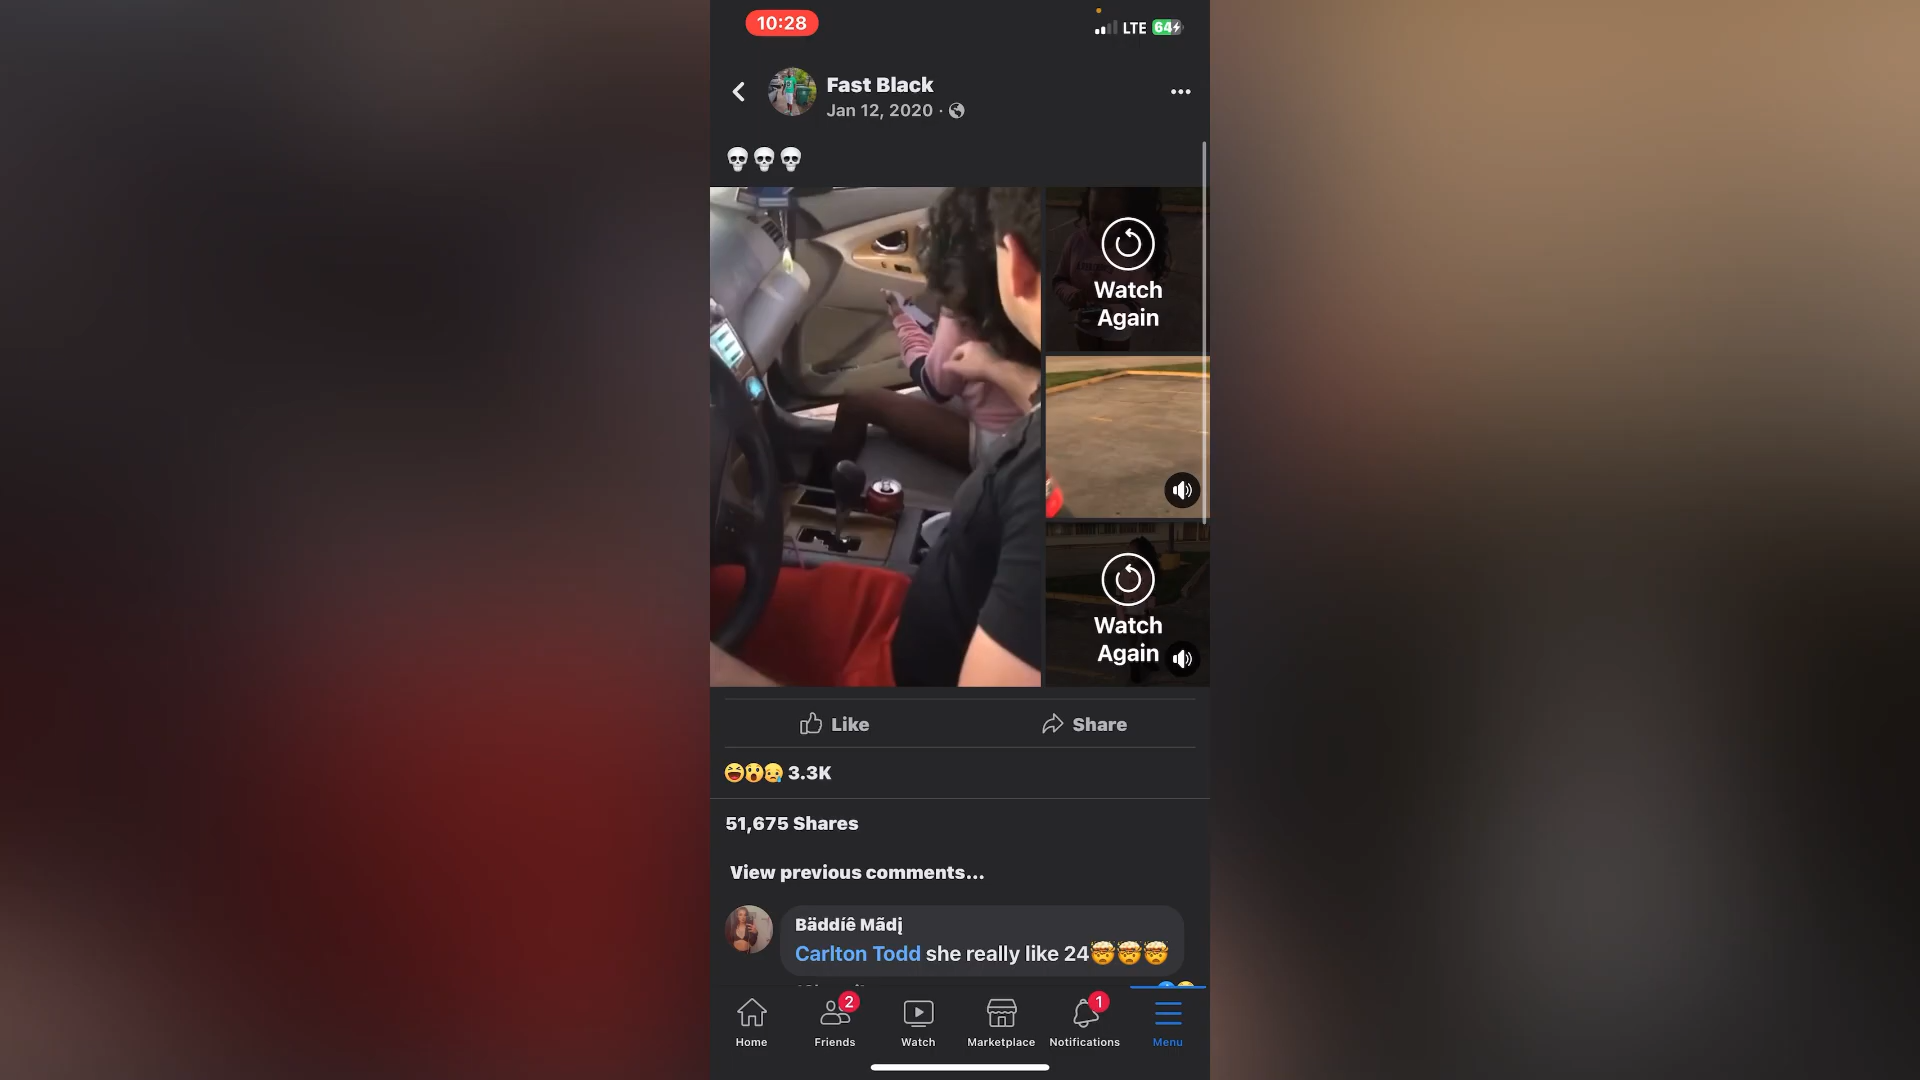 10:28
LTE 64
Fast Black
Jan 12, 2020 ·
💀💀💀
Watch
Again
Watch
Again
Like
Share
3.3K
51,675 Shares
View previous comments...
Bäddíê Mãdį
Carlton Todd she really like 24🤯🤯🤯
2
1
Home
Friends
Watch
Marketplace
Notifications
Menu